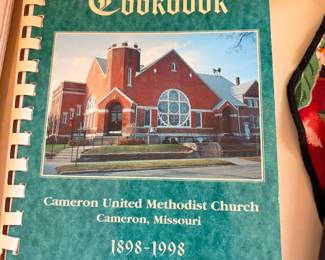 Cookbook
Cameron United Methodist Church
Cameron, Missouri
1898-1998